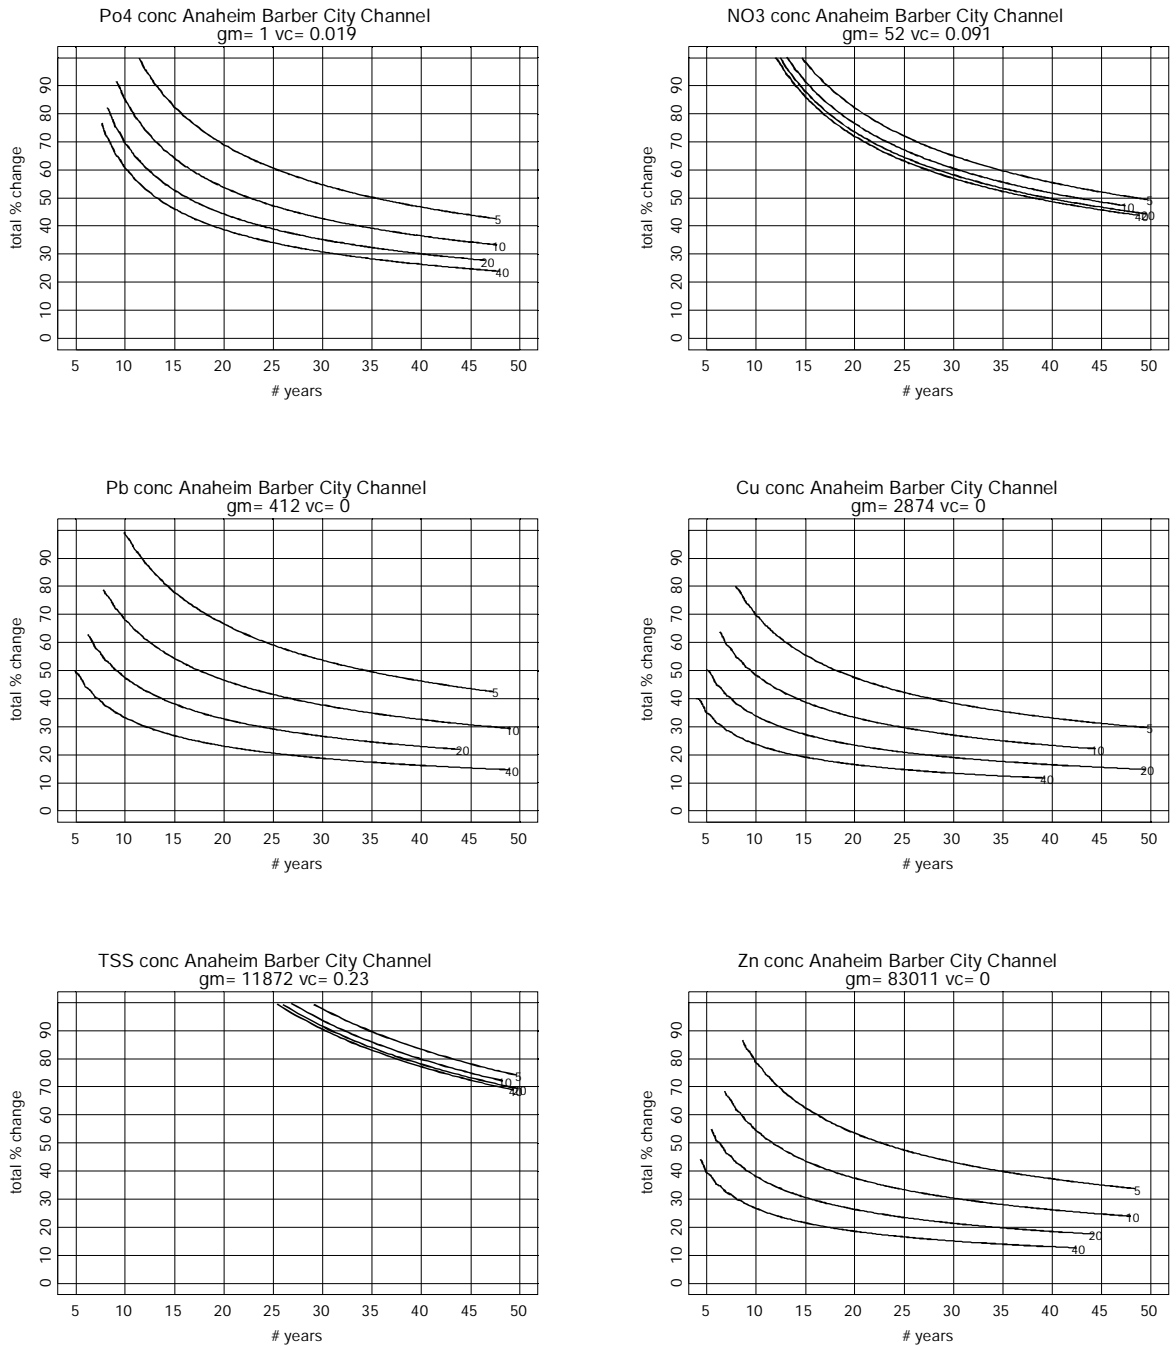 Po4 conc Anaheim Barber City Channel
gm= 1 vc= 0.019
total % change
0 10 20 30 40 50 60 70 80 90
5
10
20
40
5 10 15 20 25 30 35 40 45 50
# years
NO3 conc Anaheim Barber City Channel
gm= 52 vc= 0.091
total % change
0 10 20 30 40 50 60 70 80 90
5
10
20
40
5 10 15 20 25 30 35 40 45 50
# years
Pb conc Anaheim Barber City Channel
gm= 412 vc= 0
total % change
0 10 20 30 40 50 60 70 80 90
5
10
20
40
5 10 15 20 25 30 35 40 45 50
# years
Cu conc Anaheim Barber City Channel
gm= 2874 vc= 0
total % change
0 10 20 30 40 50 60 70 80 90
5
10
20
40
5 10 15 20 25 30 35 40 45 50
# years
TSS conc Anaheim Barber City Channel
gm= 11872 vc= 0.23
total % change
0 10 20 30 40 50 60 70 80 90
5
10
20
40
5 10 15 20 25 30 35 40 45 50
# years
Zn conc Anaheim Barber City Channel
gm= 83011 vc= 0
total % change
0 10 20 30 40 50 60 70 80 90
5
10
20
40
5 10 15 20 25 30 35 40 45 50
# years